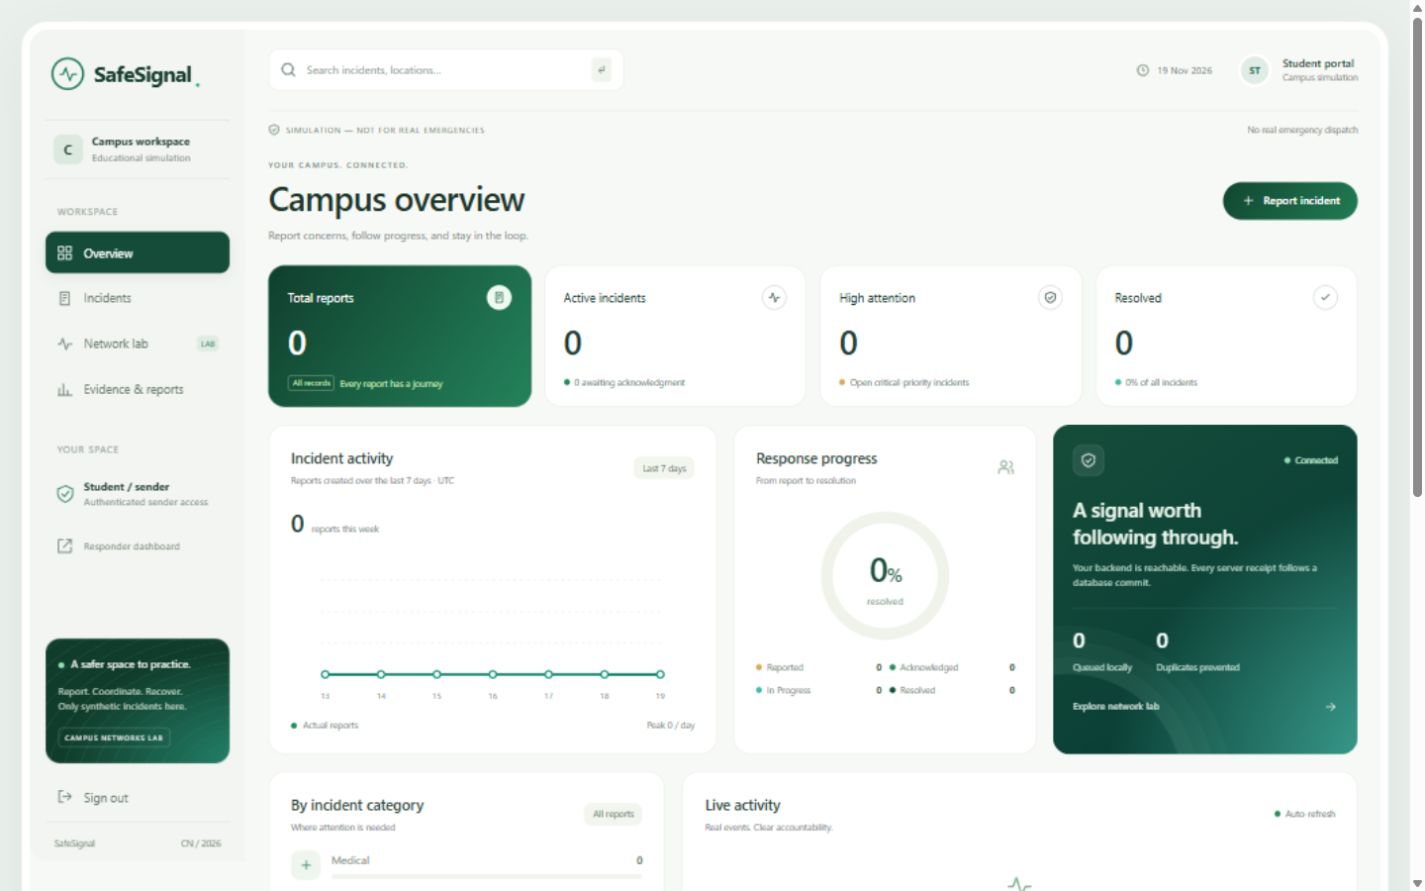 SafeSignal.
Campus workspace
Educational simulation
C
WORKSPACE
Overview
Incidents
Network lab
LAB
Evidence & reports
YOUR SPACE
Student / sender
Authenticated sender access
Responder dashboard
A safer space to practice.
Report. Coordinate. Recover.
Only synthetic incidents here.
CAMPUS NETWORKS LAB
Sign out
SafeSignal
CN / 2026
Search incidents, locations...
19 Nov 2026
ST
Student portal
Campus simulation
SIMULATION — NOT FOR REAL EMERGENCIES
No real emergency dispatch
YOUR CAMPUS. CONNECTED.
Campus overview
Report concerns, follow progress, and stay in the loop.
+ Report incident
Total reports
0
All records
Every report has a journey
Active incidents
0
0 awaiting acknowledgment
High attention
0
Open critical-priority incidents
Resolved
0
0% of all incidents
Incident activity
Reports created over the last 7 days · UTC
Last 7 days
0 reports this week
13 14 15 16 17 18 19
Actual reports
Peak 0 / day
Response progress
From report to resolution
0%
resolved
Reported 0
Acknowledged 0
In Progress 0
Resolved 0
Connected
A signal worth
following through.
Your backend is reachable. Every server receipt follows a
database commit.
0
Queued locally
0
Duplicates prevented
Explore network lab
By incident category
Where attention is needed
All reports
Medical
0
Live activity
Real events. Clear accountability.
Auto refresh